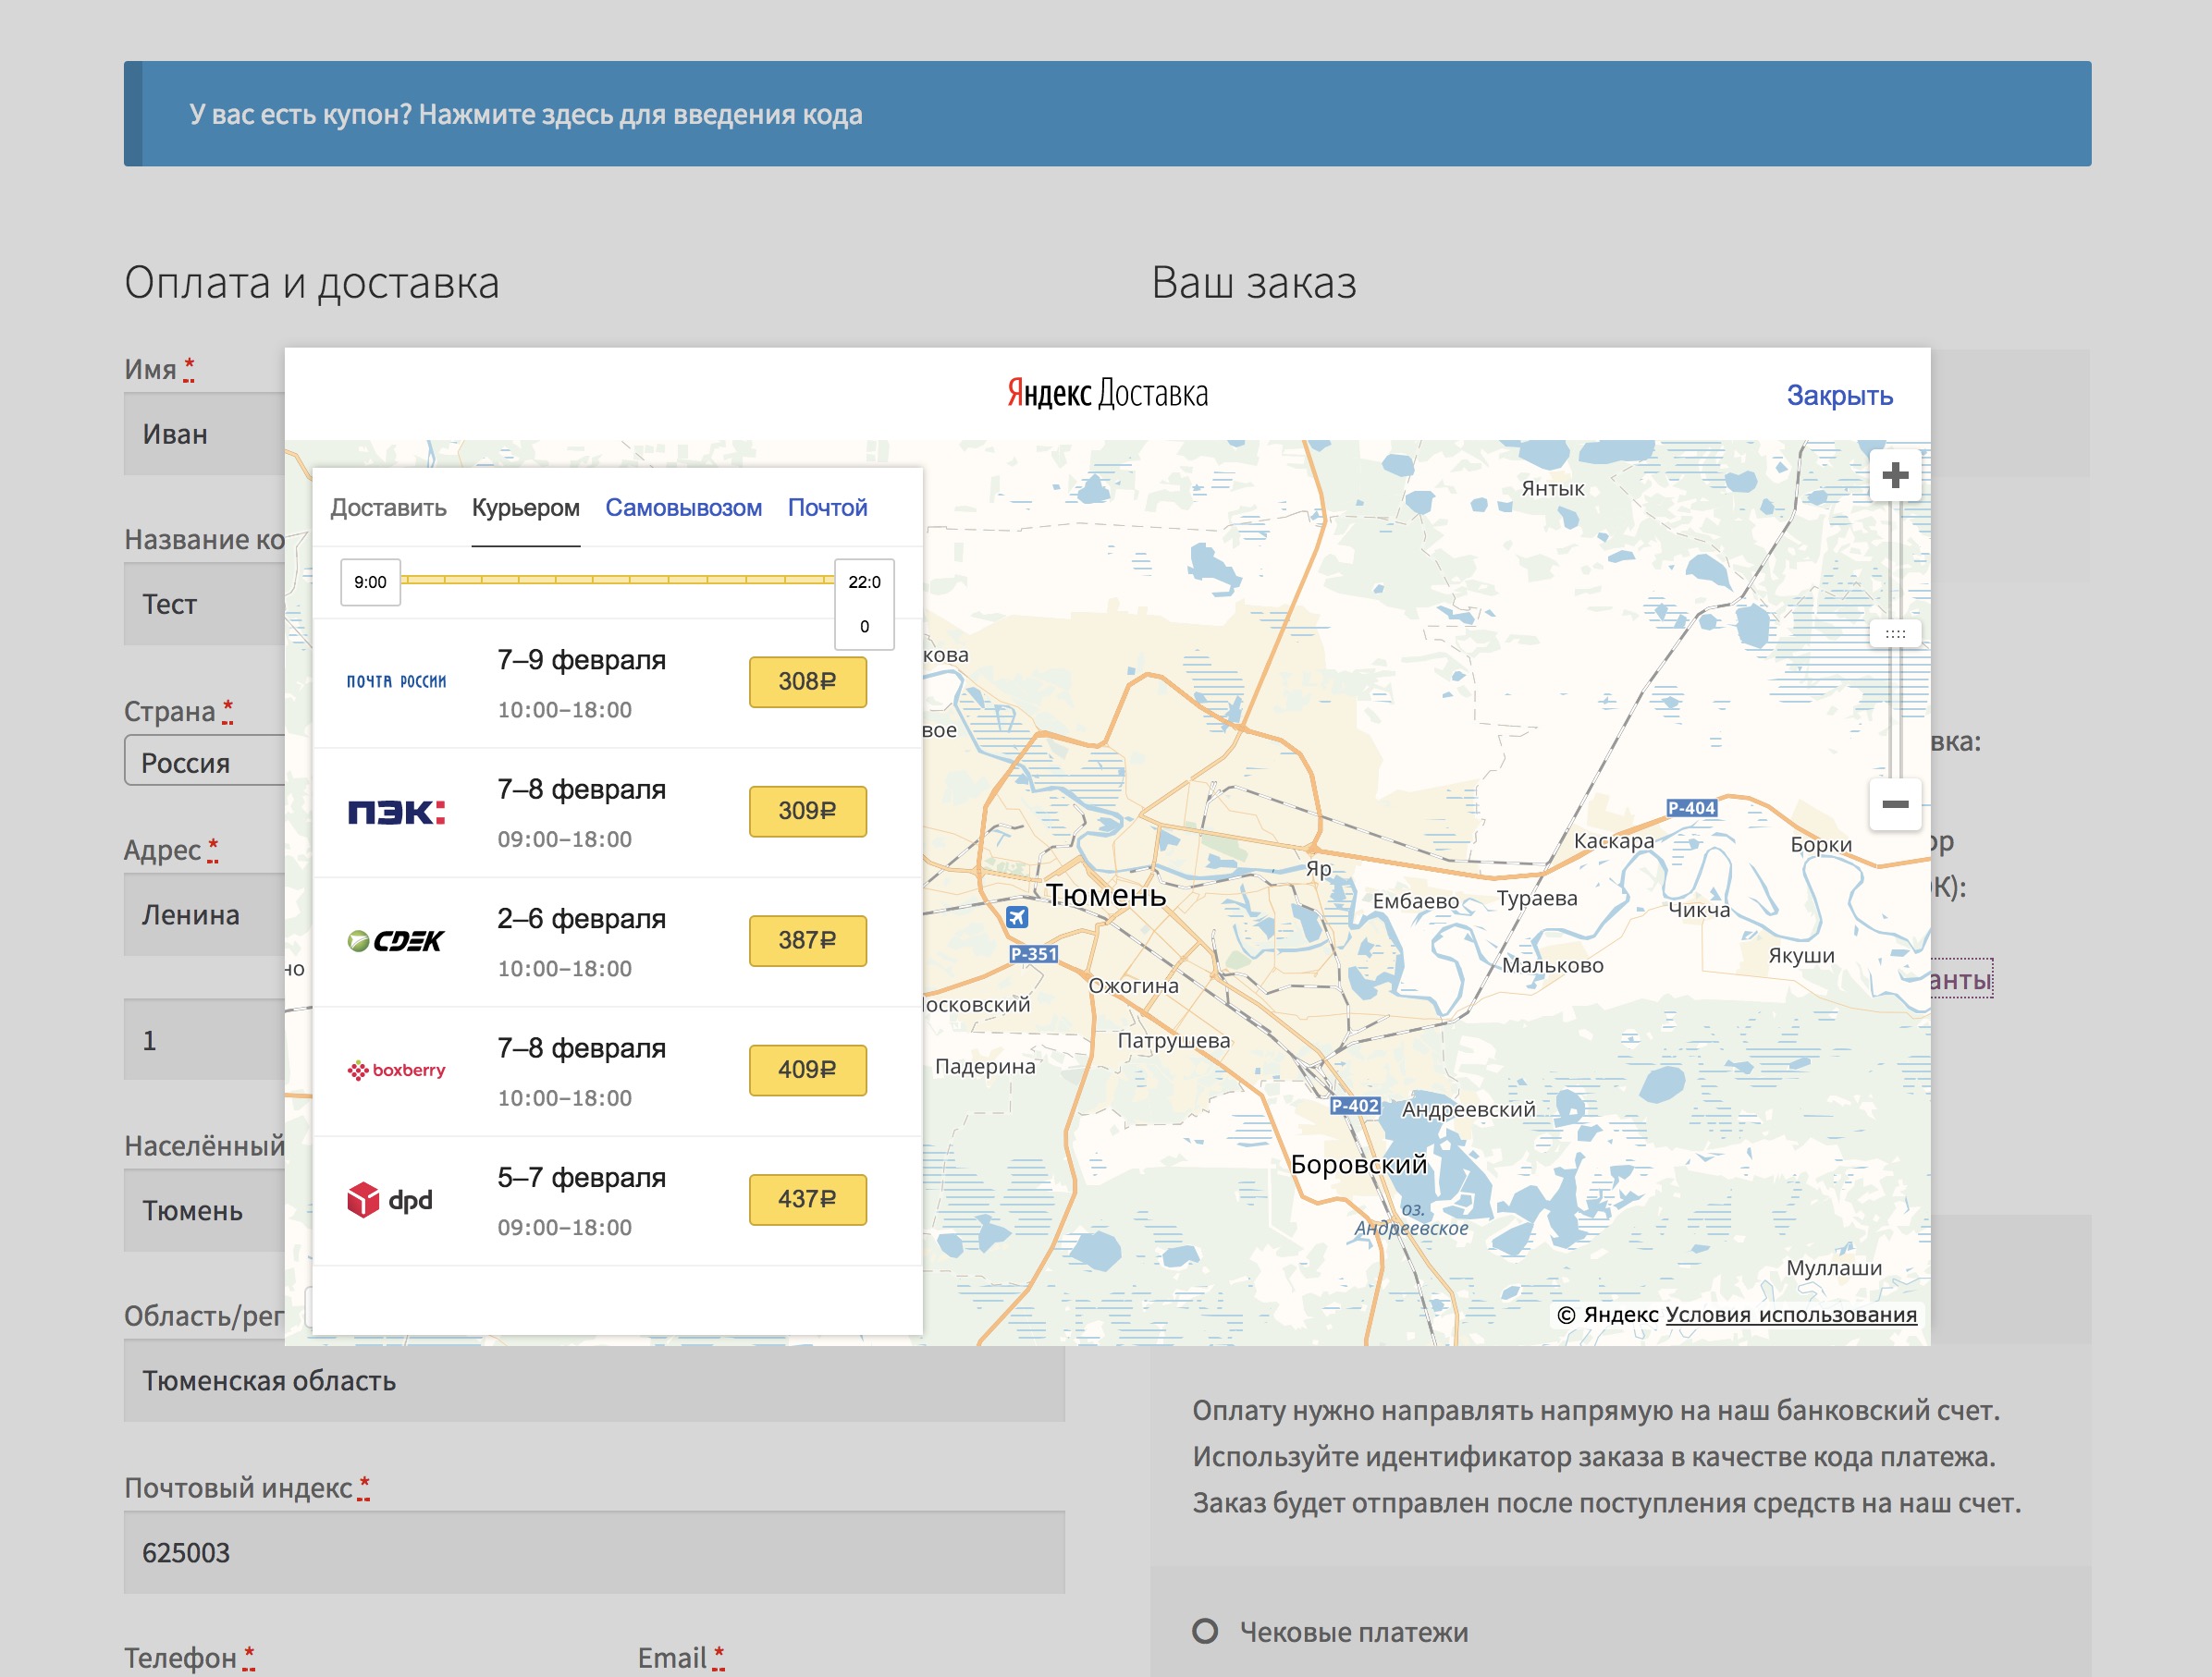 У вас есть купон? Нажмите здесь для введения кода
Оплата и доставка
Ваш заказ
Имя *
Иван
Название ко
Тест
Страна *
Россия
Адрес *
Ленина
1
Населённый
Тюмень
Область/рег
Тюменская область
Почтовый индекс *
625003
Телефон *
Email *
Яндекс Доставка
Закрыть
Доставить Курьером Самовывозом Почтой
9:00
22:0
0
ПОЧТА РОССИИ
7–9 февраля
10:00–18:00
308₽
ПЭК:
7–8 февраля
09:00–18:00
309₽
CDEK
2–6 февраля
10:00–18:00
387₽
boxberry
7–8 февраля
10:00–18:00
409₽
dpd
5–7 февраля
09:00–18:00
437₽
Янтык
кова
вое
Р-404
Каскара
Борки
Яр
Тюмень
Ембаево
Тураева
Чикча
Р-351
Якуши
Мальково
Ожогина
но
осковский
Патрушева
Падерина
Р-402
Андреевский
Боровский
оз.
Андреевское
Муллаши
© Яндекс Условия использования
вка:
ор
К):
анты
Оплату нужно направлять напрямую на наш банковский счет.
Используйте идентификатор заказа в качестве кода платежа.
Заказ будет отправлен после поступления средств на наш счет.
Чековые платежи